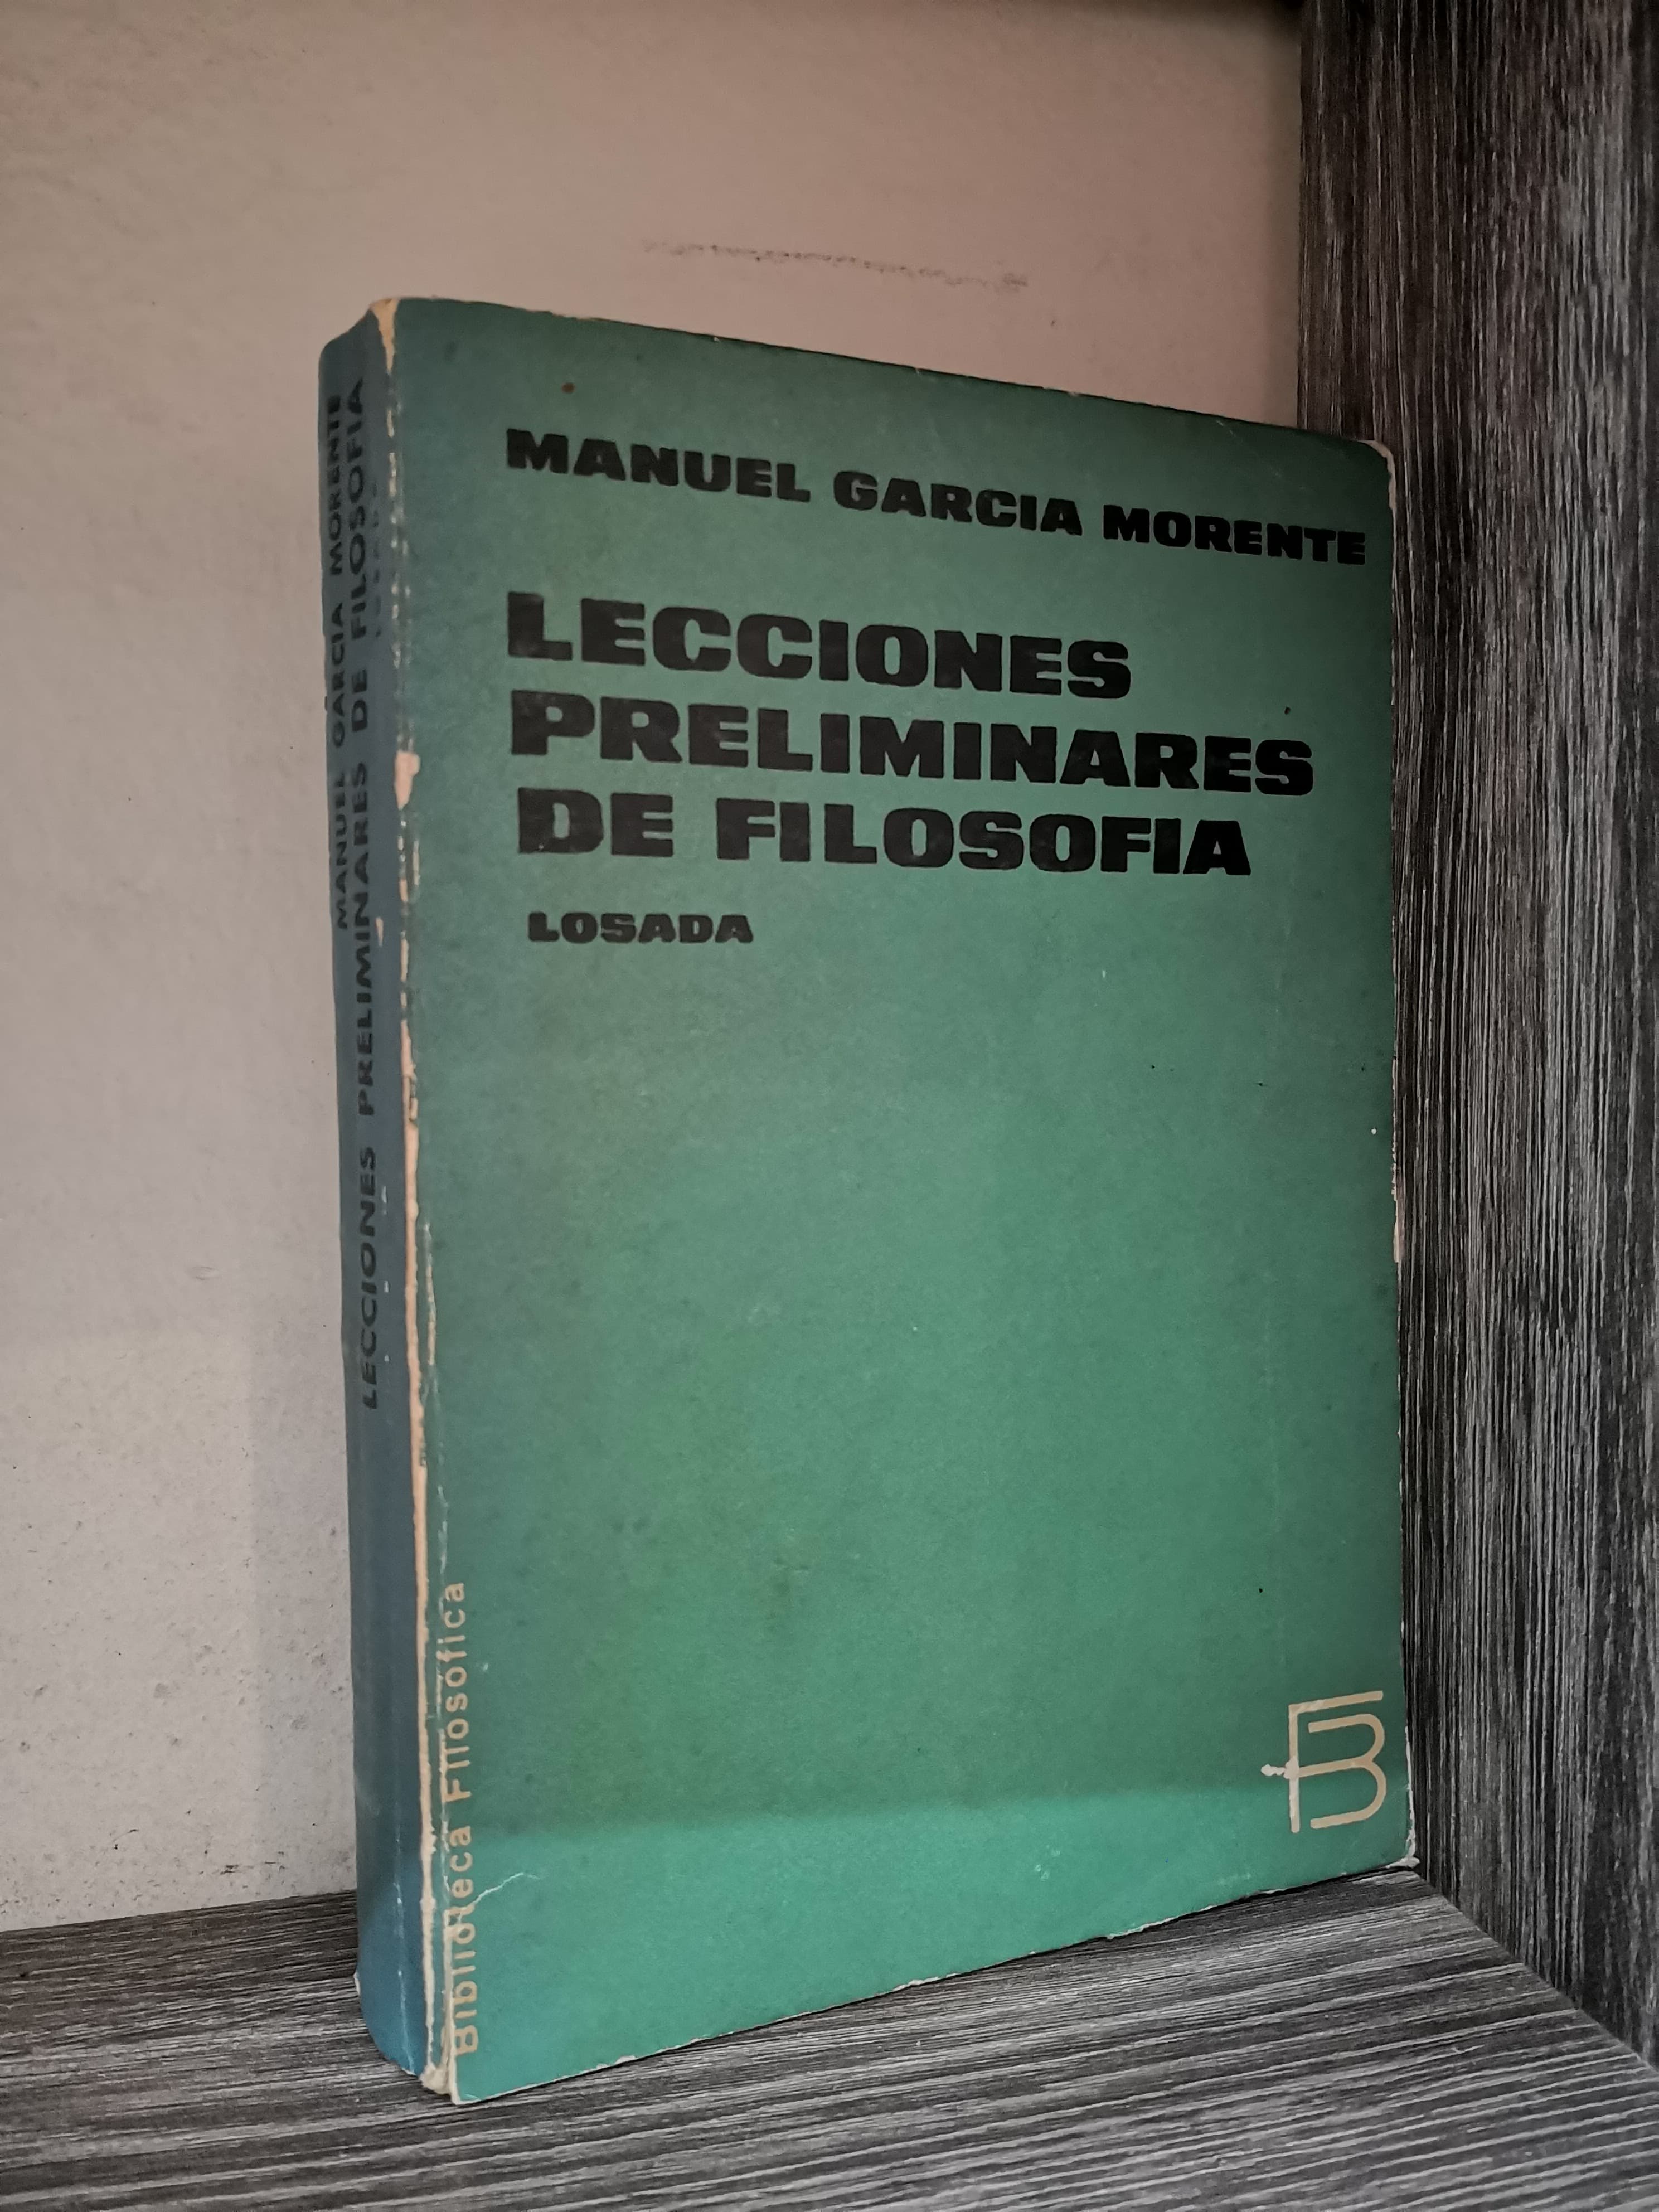 MANUEL GARCIA MORENTE
LECCIONES
PRELIMINARES
DE FILOSOFIA
LOSADA
Biblioteca Filosófica
MANUEL GARCIA MORENTE
LECCIONES PRELIMINARES DE FILOSOFIA